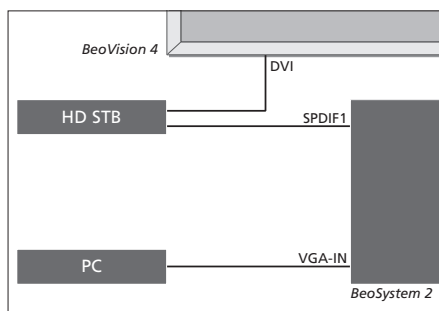 BeoVision 4
DVI
HD STB
SPDIF1
PC
VGA-IN
BeoSystem 2